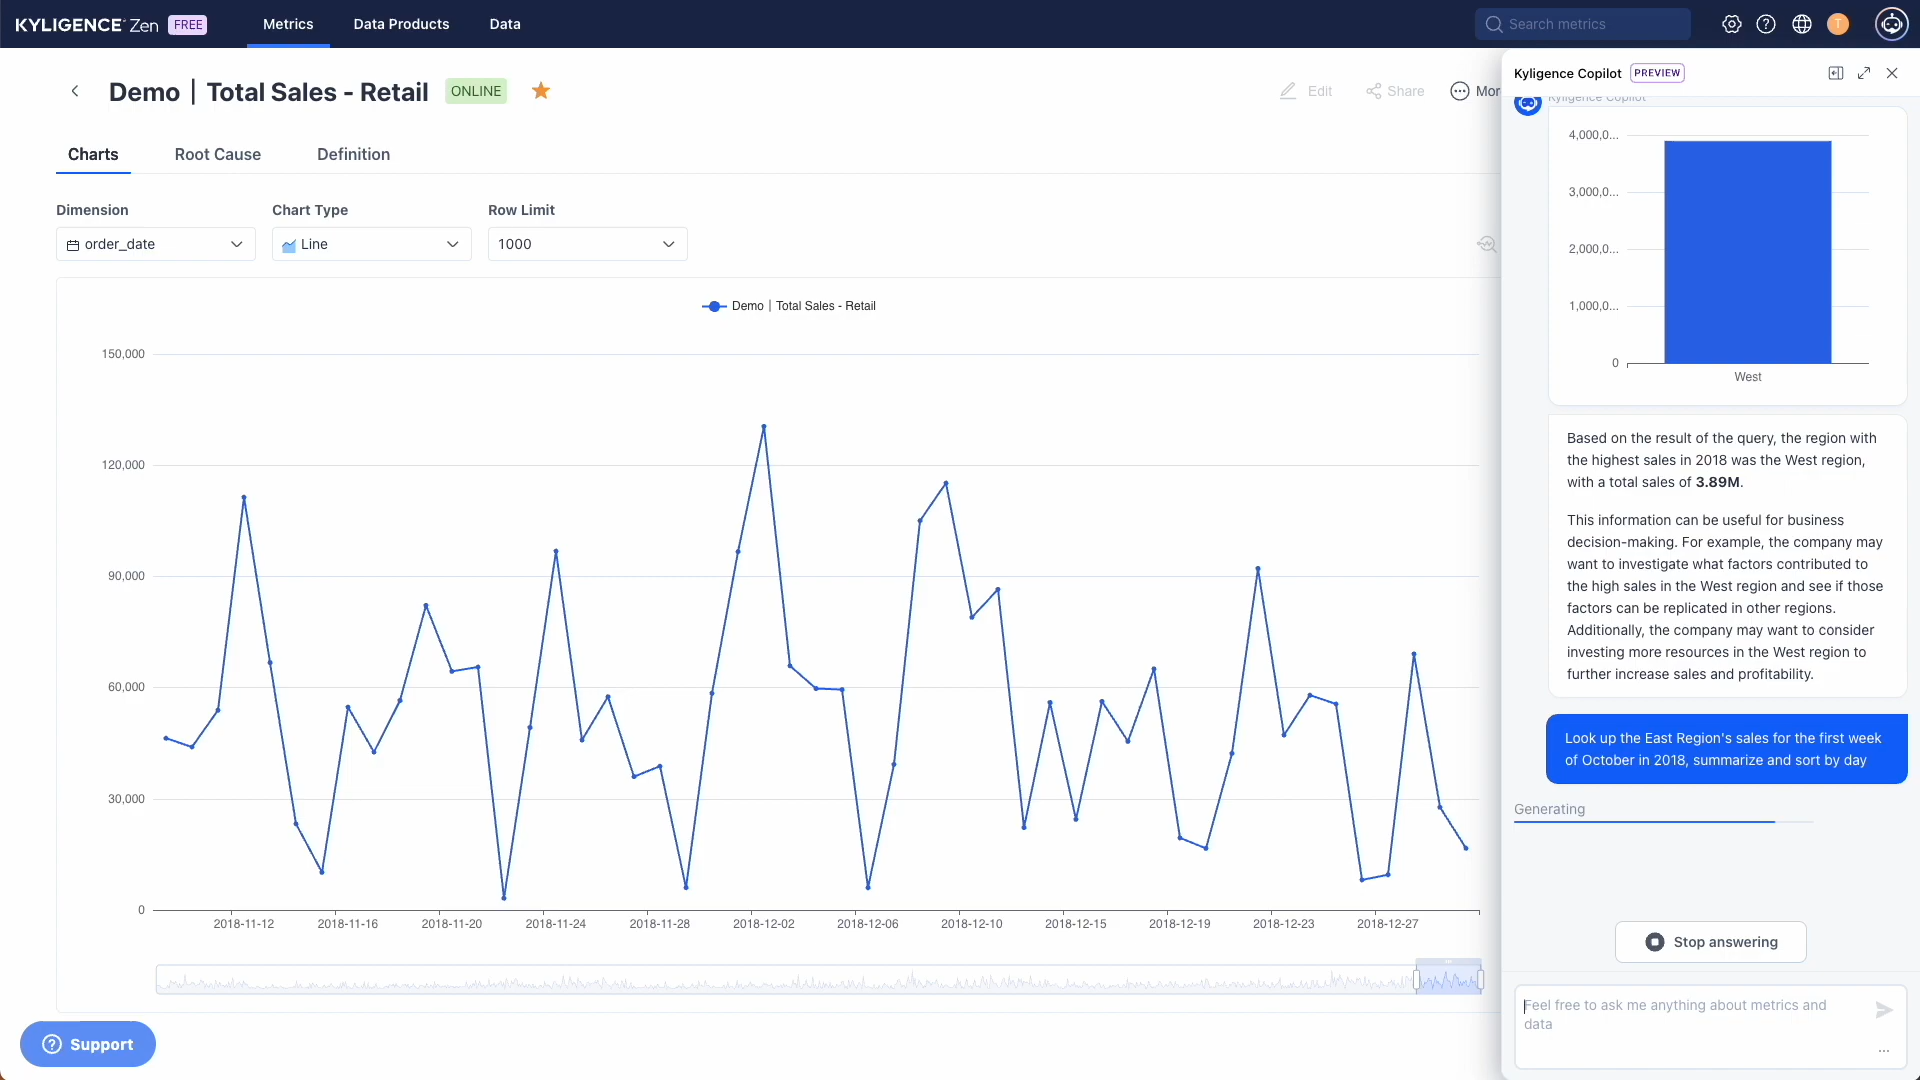 KYLIGENCE Zen FREE
Metrics
Data Products
Data
Search metrics
T
Demo | Total Sales - Retail
ONLINE
Edit
Share
Mor
Charts
Root Cause
Definition
Dimension
Chart Type
Row Limit
order_date
Line
1000
Demo | Total Sales - Retail
150,000
120,000
90,000
60,000
30,000
0
2018-11-12
2018-11-16
2018-11-20
2018-11-24
2018-11-28
2018-12-02
2018-12-06
2018-12-10
2018-12-15
2018-12-19
2018-12-23
2018-12-27
Support
Kyligence Copilot PREVIEW
Kyligence Copilot
4,000,0...
3,000,0...
2,000,0...
1,000,0...
0
West
Based on the result of the query, the region with
the highest sales in 2018 was the West region,
with a total sales of 3.89M.
This information can be useful for business
decision-making. For example, the company may
want to investigate what factors contributed to
the high sales in the West region and see if those
factors can be replicated in other regions.
Additionally, the company may want to consider
investing more resources in the West region to
further increase sales and profitability.
Look up the East Region's sales for the first week
of October in 2018, summarize and sort by day
Generating
Stop answering
Feel free to ask me anything about metrics and
data
...